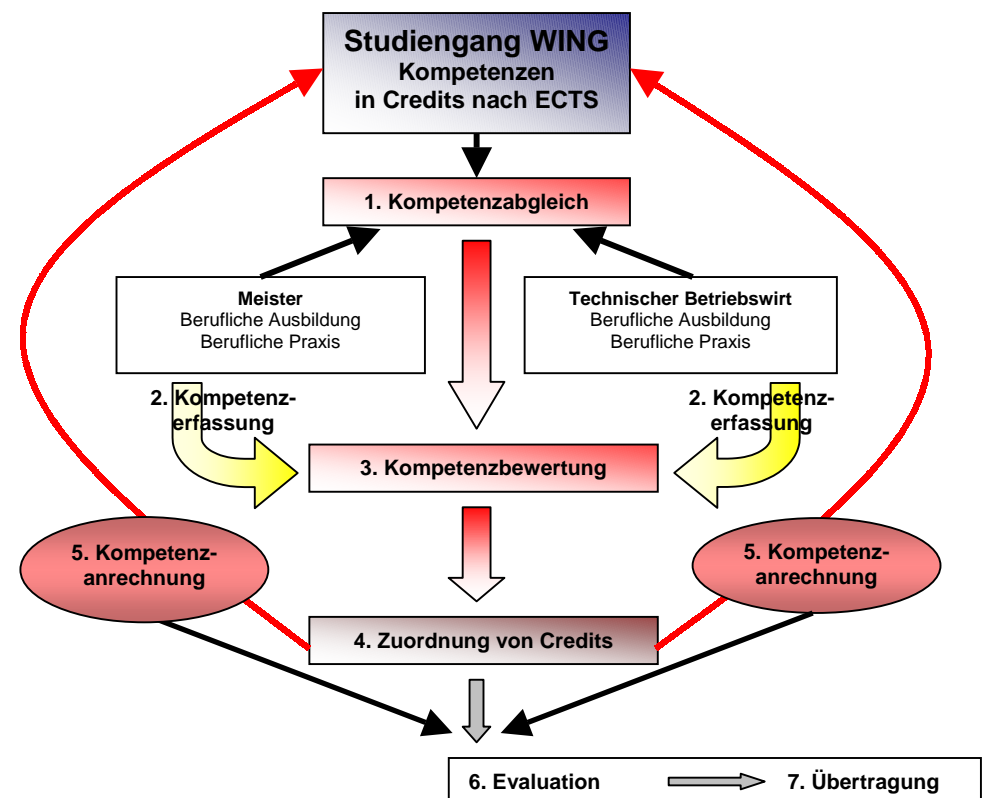 Studiengang WING
Kompetenzen
in Credits nach ECTS
1. Kompetenzabgleich
Meister
Berufliche Ausbildung
Berufliche Praxis
Technischer Betriebswirt
Berufliche Ausbildung
Berufliche Praxis
2. Kompetenz-
erfassung
2. Kompetenz-
erfassung
3. Kompetenzbewertung
5. Kompetenz-
anrechnung
5. Kompetenz-
anrechnung
4. Zuordnung von Credits
6. Evaluation
7. Übertragung